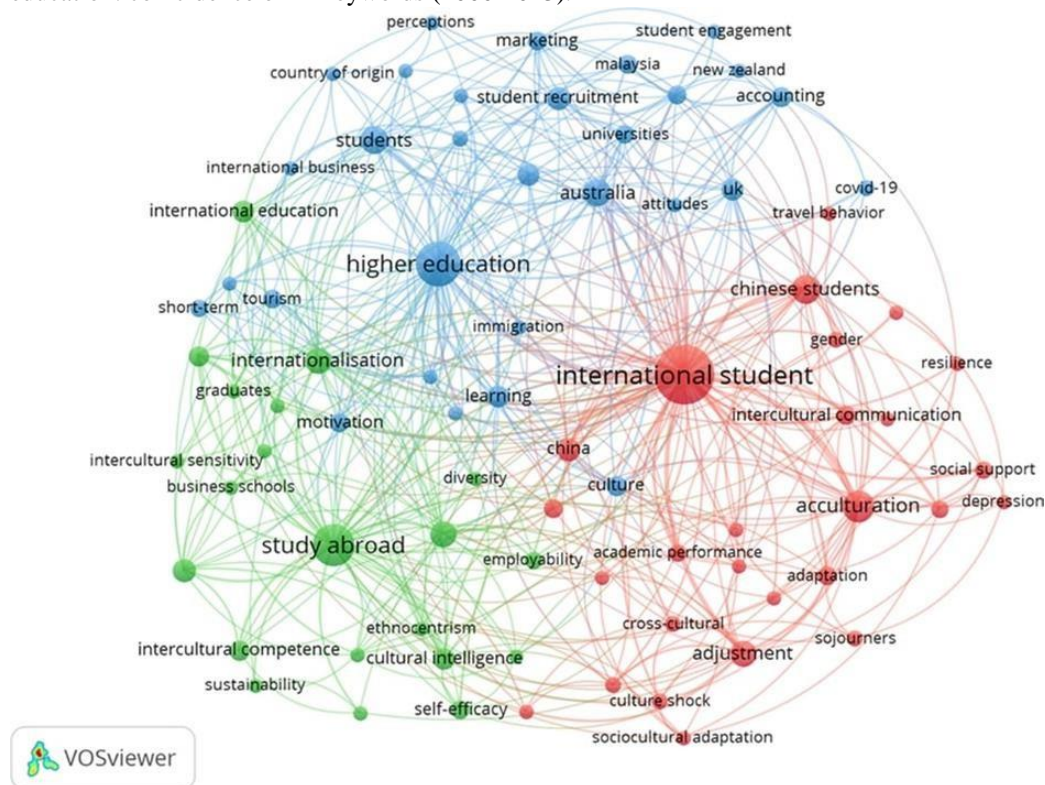 perceptions
student engagement
marketing
malaysia
new zealand
country of origin
student recruitment
accounting
students
universities
international business
australia
attitudes
uk
covid-19
international education
travel behavior
higher education
chinese students
short-term
tourism
immigration
gender
internationalisation
international student
resilience
graduates
learning
motivation
intercultural communication
china
intercultural sensitivity
business schools
diversity
culture
social support
acculturation
depression
study abroad
employability
academic performance
adaptation
ethnocentrism
cross-cultural
sojourners
intercultural competence
cultural intelligence
adjustment
sustainability
self-efficacy
culture shock
sociocultural adaptation
VOSviewer